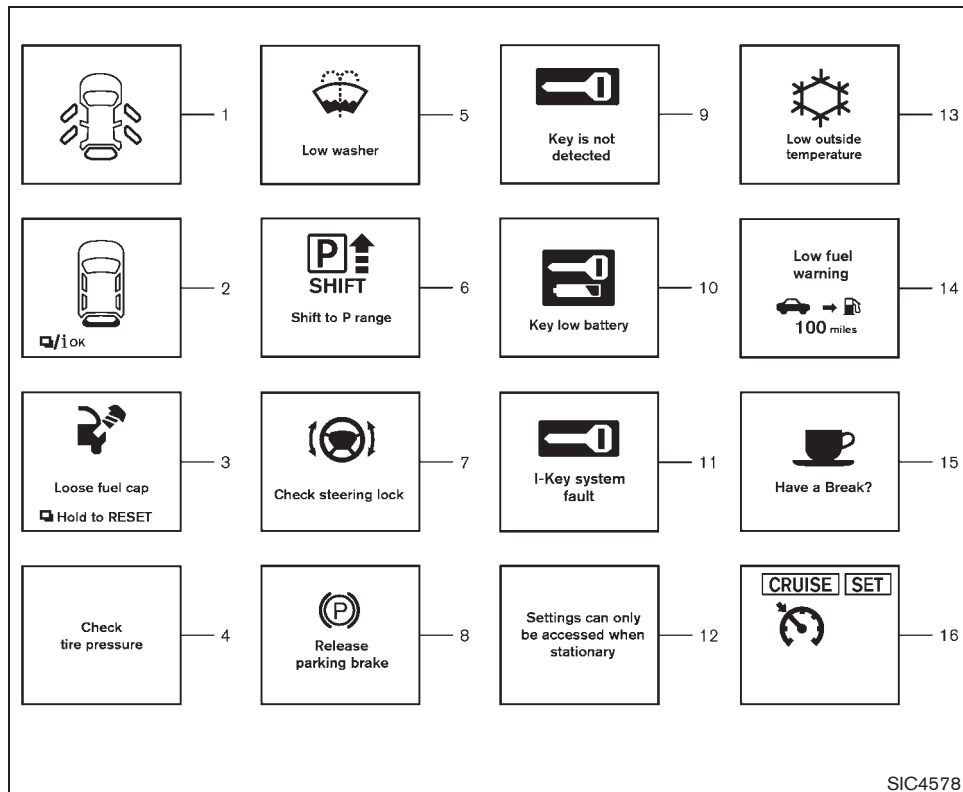 1
/i OK
2
Loose fuel cap
Hold to RESET
3
Check
tire pressure
4
Low washer
5
P
SHIFT
Shift to P range
6
Check steering lock
7
P
Release
parking brake
8
Key is not
detected
9
Key low battery
10
I-Key system
fault
11
Settings can only
be accessed when
stationary
12
Low outside
temperature
13
Low fuel
warning
100 miles
14
Have a Break?
15
CRUISE SET
16
SIC4578